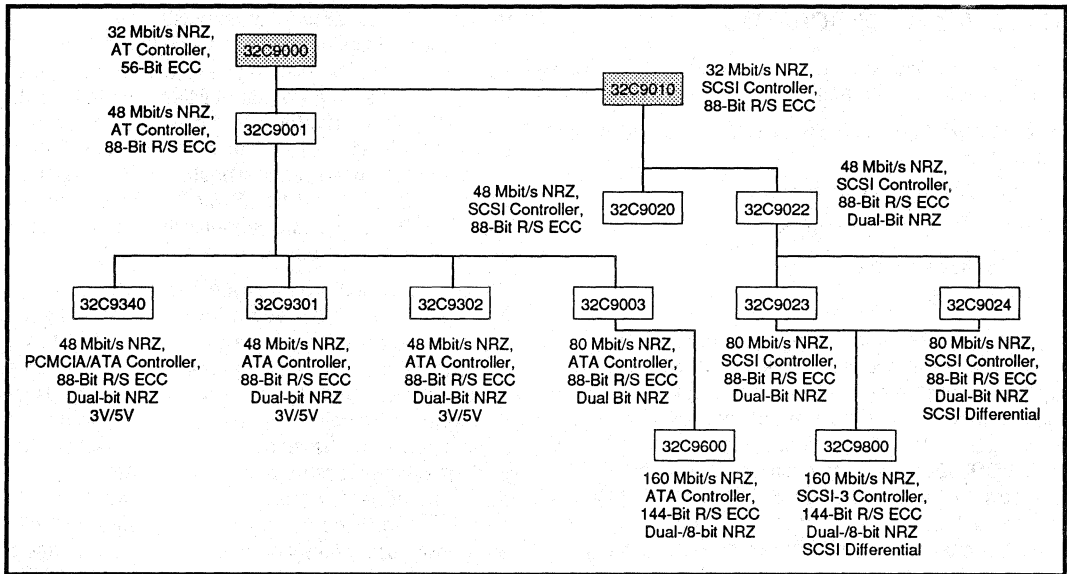 32 Mbit/s NRZ,
AT Controller,
56-Bit ECC
32C9000
32C9010
32 Mbit/s NRZ,
SCSI Controller,
88-Bit R/S ECC
48 Mbit/s NRZ,
AT Controller,
88-Bit R/S ECC
32C9001
48 Mbit/s NRZ,
SCSI Controller,
88-Bit R/S ECC
32C9020
32C9022
48 Mbit/s NRZ,
SCSI Controller,
88-Bit R/S ECC
Dual-Bit NRZ
32C9340
48 Mbit/s NRZ,
PCMCIA/ATA Controller,
88-Bit R/S ECC
Dual-bit NRZ
3V/5V
32C9301
48 Mbit/s NRZ,
ATA Controller,
88-Bit R/S ECC
Dual-bit NRZ
3V/5V
32C9302
48 Mbit/s NRZ,
ATA Controller,
88-Bit R/S ECC
Dual-Bit NRZ
3V/5V
32C9003
80 Mbit/s NRZ,
ATA Controller,
88-Bit R/S ECC
Dual Bit NRZ
32C9023
80 Mbit/s NRZ,
SCSI Controller,
88-Bit R/S ECC
Dual-Bit NRZ
32C9024
80 Mbit/s NRZ,
SCSI Controller,
88-Bit R/S ECC
Dual-Bit NRZ
SCSI Differential
32C9600
160 Mbit/s NRZ,
ATA Controller,
144-Bit R/S ECC
Dual-/8-bit NRZ
32C9800
160 Mbit/s NRZ,
SCSI-3 Controller,
144-Bit R/S ECC
Dual-/8-bit NRZ
SCSI Differential